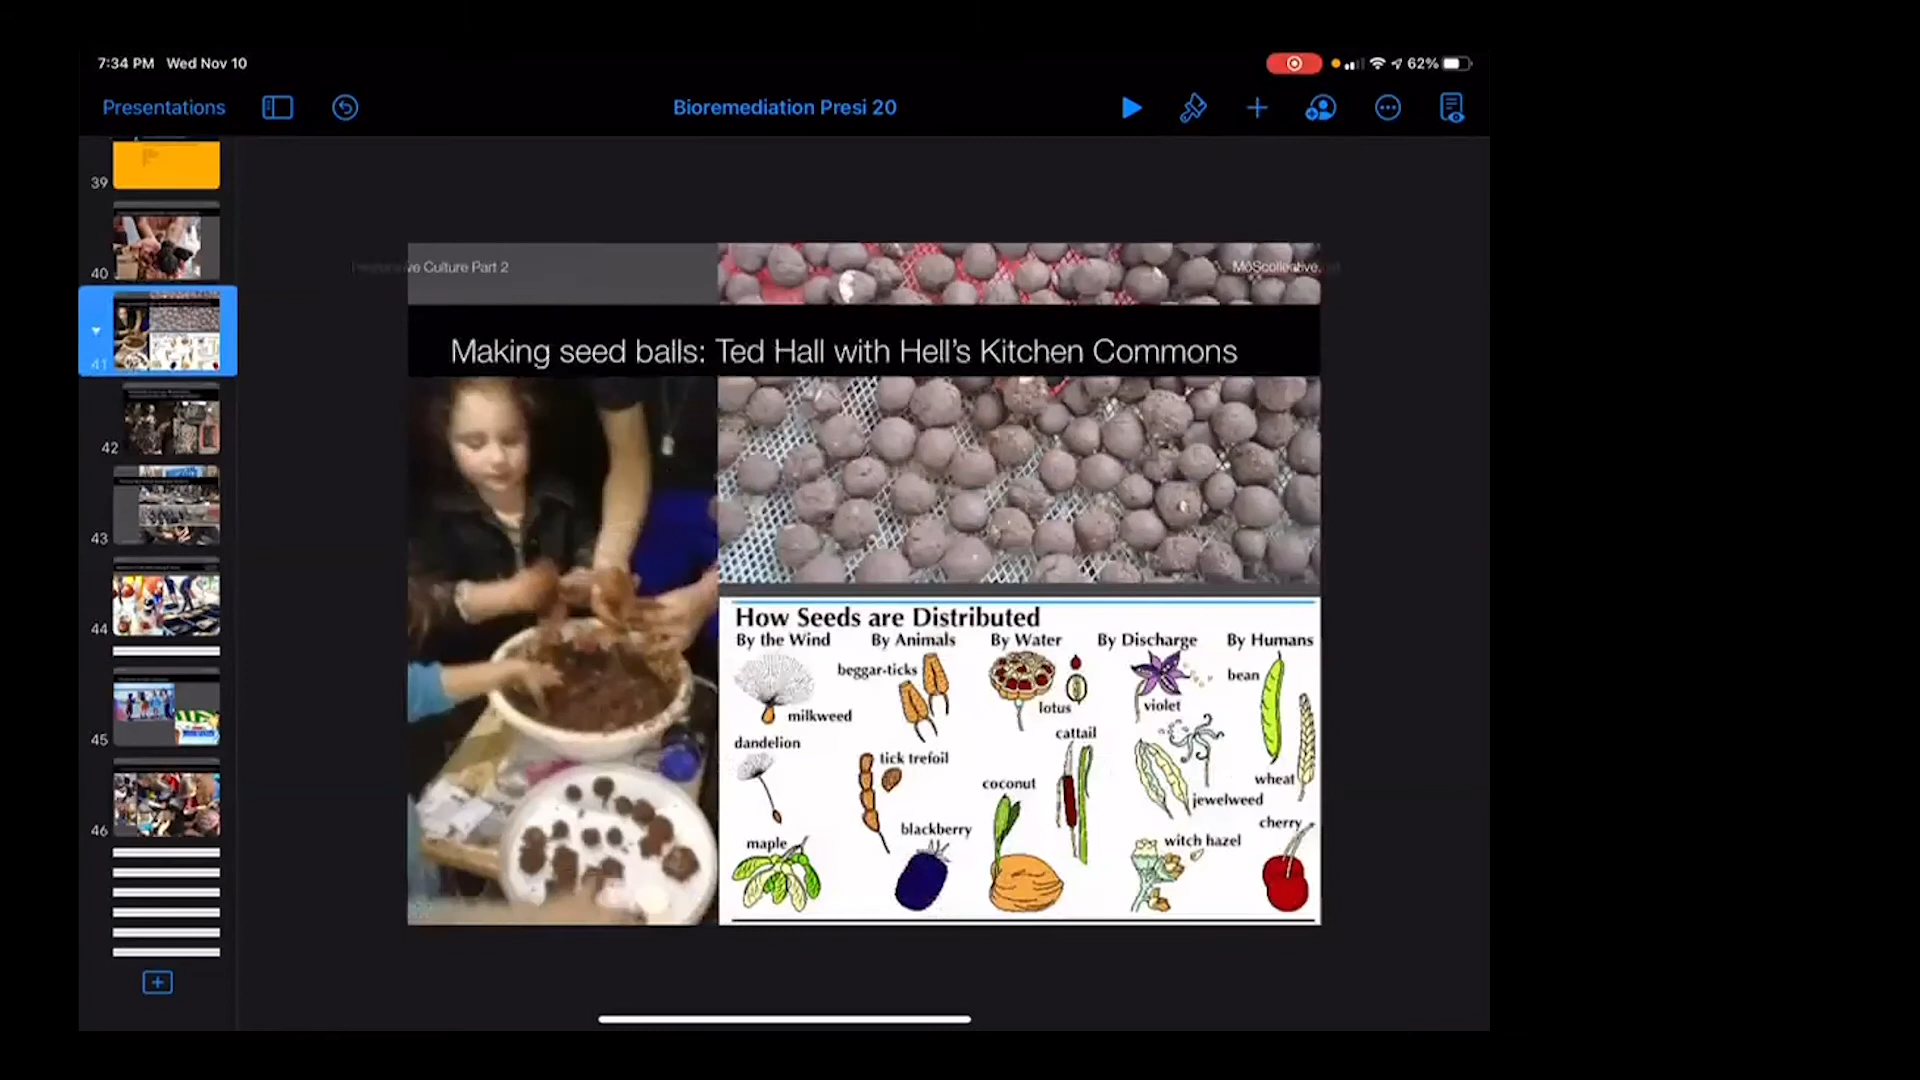 7:34 PM Wed Nov 10
62%
Presentations
Bioremediation Presi 20
39
40
41
42
43
44
45
46
Culture Part 2
MoScollective.
Making seed balls: Ted Hall with Hell's Kitchen Commons
How Seeds are Distributed
By the Wind By Animals By Water By Discharge By Humans
beggar-ticks
bean
milkweed
lotus
violet
dandelion
cattail
tick trefoil
coconut
wheat
jewelweed
blackberry
cherry
maple
witch hazel